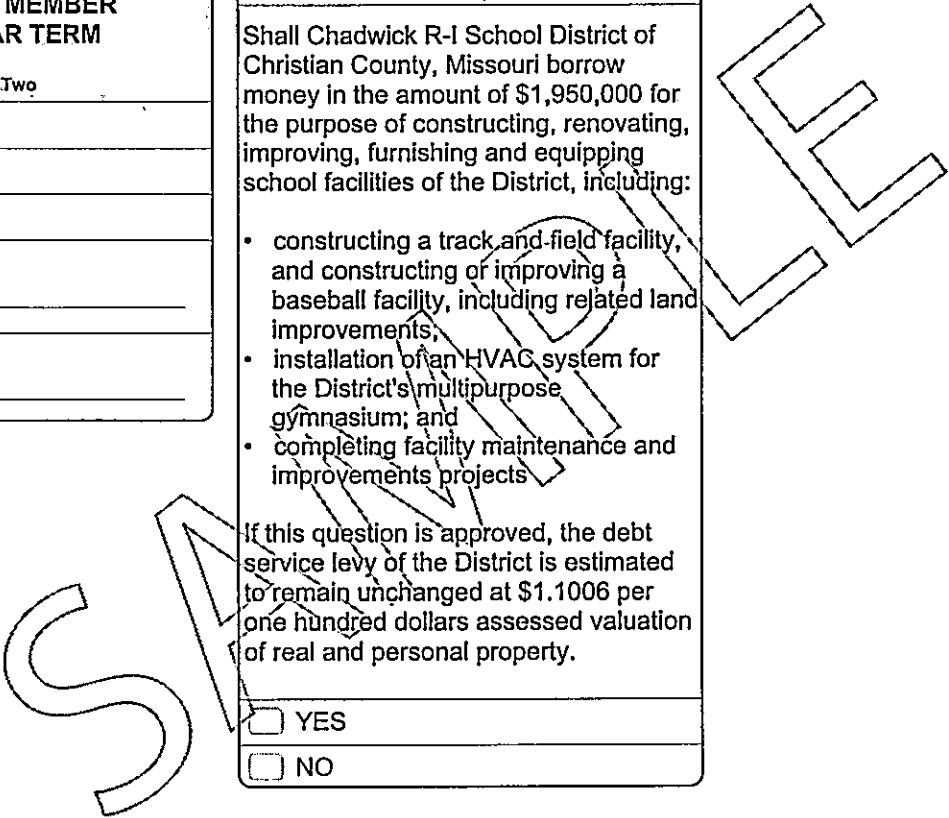 MEMBER
AR TERM
Two
Shall Chadwick R-I School District of
Christian County, Missouri borrow
money in the amount of $1,950,000 for
the purpose of constructing, renovating,
improving, furnishing and equipping
school facilities of the District, including:
• constructing a track and field facility,
and constructing or improving a
baseball facility, including related land
improvements;
• installation of an HVAC system for
the District's multipurpose
gymnasium; and
• completing facility maintenance and
improvements projects
If this question is approved, the debt
service levy of the District is estimated
to remain unchanged at $1.1006 per
one hundred dollars assessed valuation
of real and personal property.
YES
NO
SAMPLE